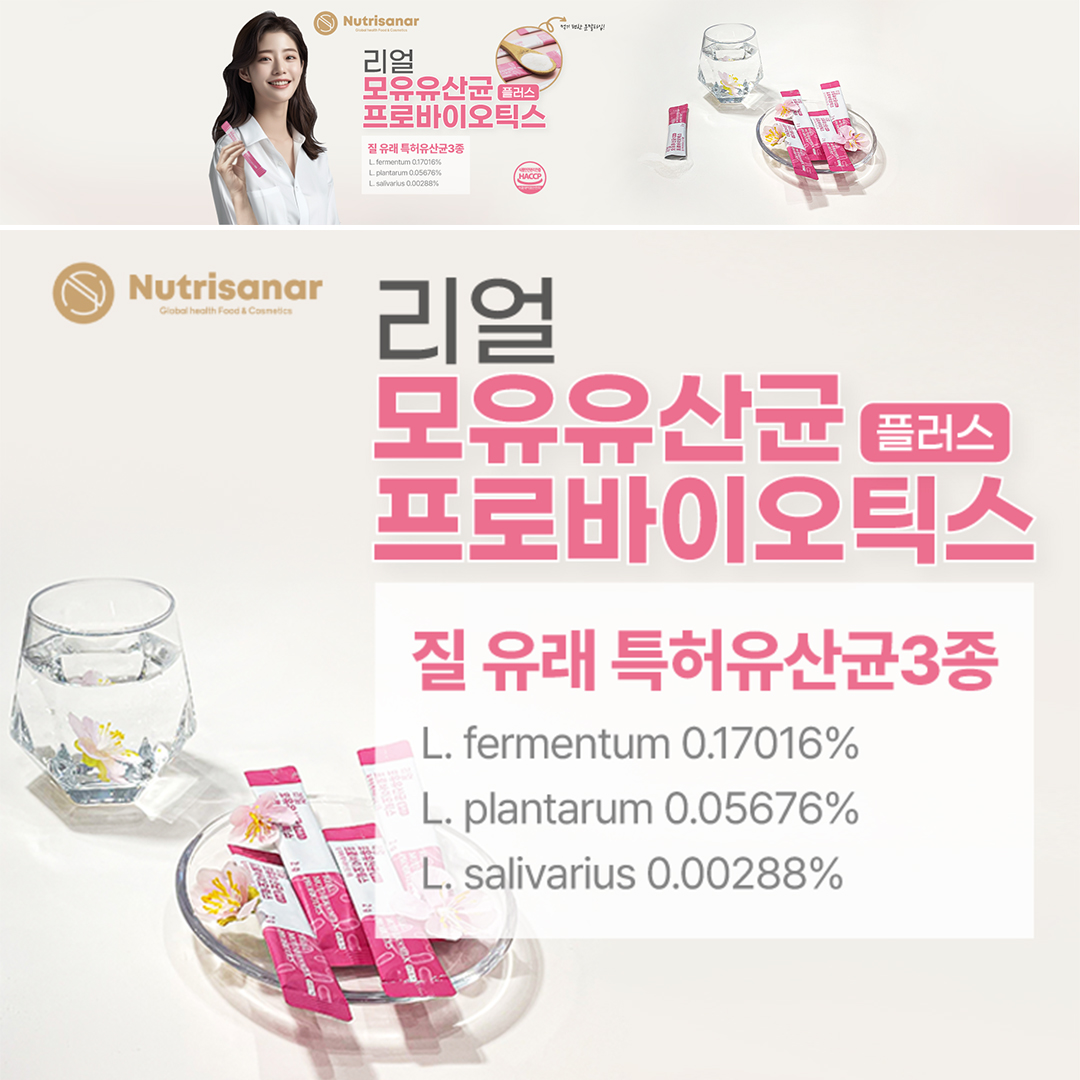 Nutrisanar
Global health Food & Cosmetics
리얼
모유유산균 플러스
프로바이오틱스
질 유래 특허유산균3종
L. fermentum 0.17016%
L. plantarum 0.05676%
L. salivarius 0.00288%
HACCP
Nutrisanar
Global health Food & Cosmetics
리얼
모유유산균 플러스
프로바이오틱스
질 유래 특허유산균3종
L. fermentum 0.17016%
L. plantarum 0.05676%
L. salivarius 0.00288%